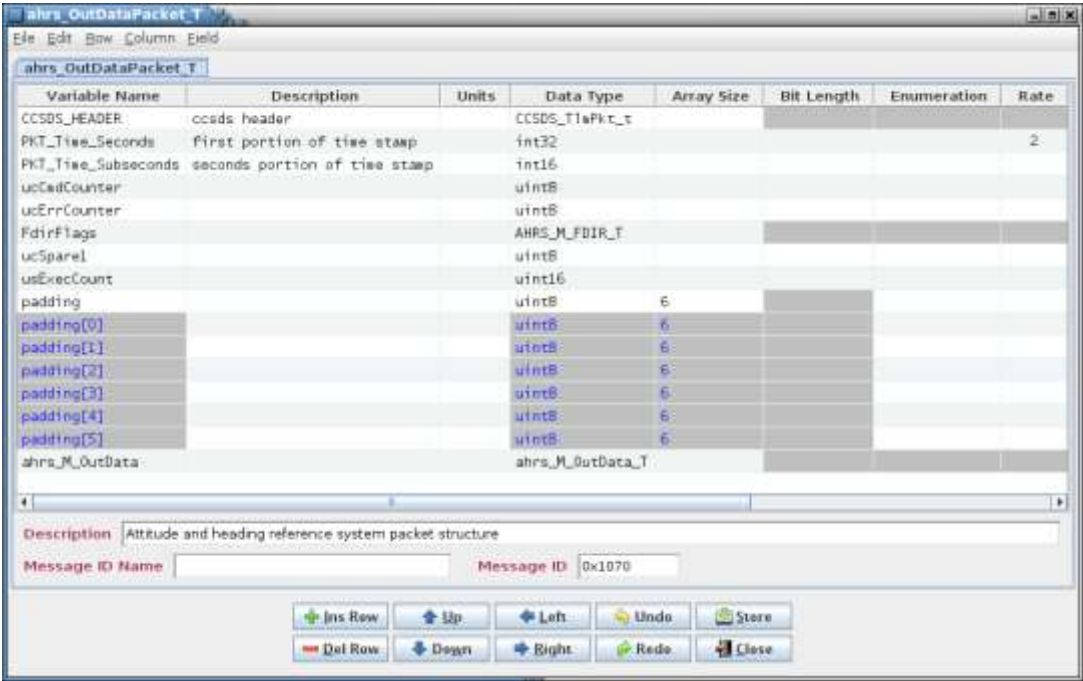 ahrs_OutDataPacket_T
File Edit Row Column Field
ahrs_OutDataPacket_T
Variable Name Description Units Data Type Array Size Bit Length Enumeration Rate
CCSDS_HEADER ccsds header CCSDS_TlmPkt_t
PKT_Time_Seconds first portion of time stamp int32 2
PKT_Time_Subseconds seconds portion of time stamp int16
ucCmdCounter uint8
ucErrCounter uint8
FdirFlags AHRS_M_FDIR_T
ucSpare1 uint8
usExecCount uint16
padding uint8 6
padding[0] uint8 6
padding[1] uint8 6
padding[2] uint8 6
padding[3] uint8 6
padding[4] uint8 6
padding[5] uint8 6
ahrs_M_OutData ahrs_M_OutData_T
Description Attitude and heading reference system packet structure
Message ID Name Message ID 0x1070
Ins Row Up Left Undo Store
Del Row Down Right Redo Close